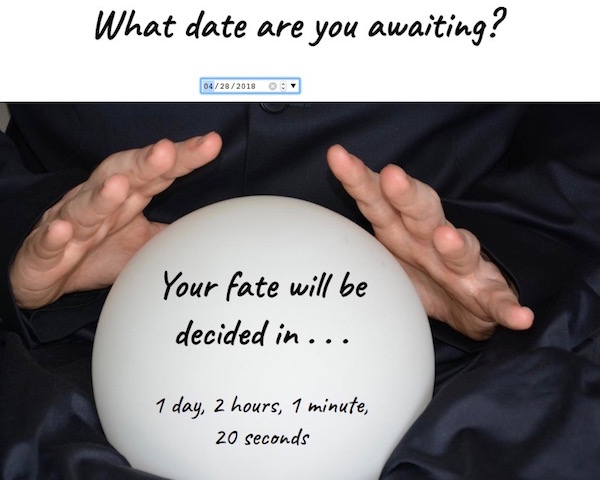 What date are you awaiting?
04/28/2018
Your fate will be
decided in . . .
1 day, 2 hours, 1 minute,
20 seconds